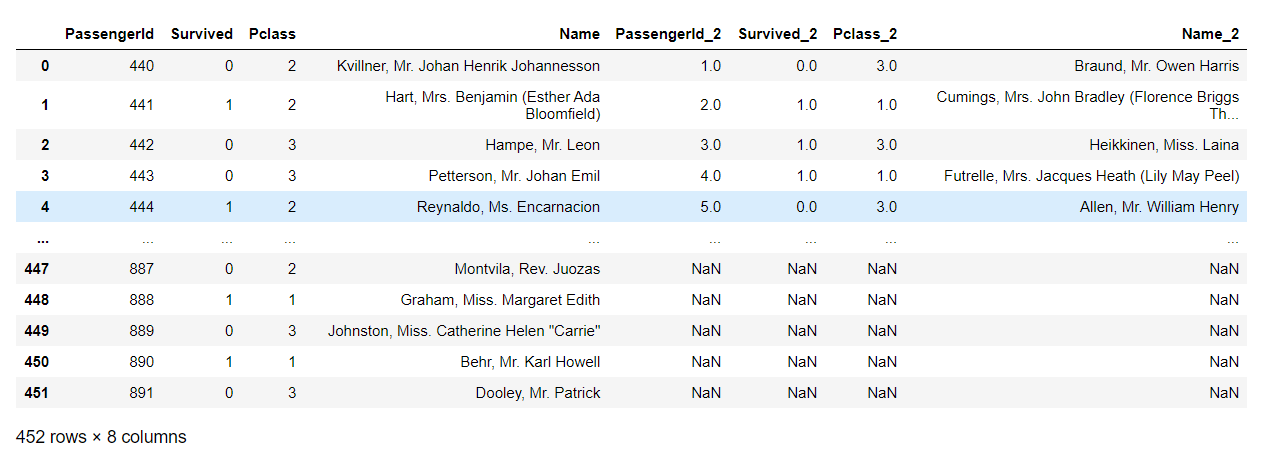 PassengerId Survived Pclass Name PassengerId_2 Survived_2 Pclass_2 Name_2
0 440 0 2 Kvillner, Mr. Johan Henrik Johannesson 1.0 0.0 3.0 Braund, Mr. Owen Harris
1 441 1 2 Hart, Mrs. Benjamin (Esther Ada Bloomfield) 2.0 1.0 1.0 Cumings, Mrs. John Bradley (Florence Briggs Th...
2 442 0 3 Hampe, Mr. Leon 3.0 1.0 3.0 Heikkinen, Miss. Laina
3 443 0 3 Petterson, Mr. Johan Emil 4.0 1.0 1.0 Futrelle, Mrs. Jacques Heath (Lily May Peel)
4 444 1 2 Reynaldo, Ms. Encarnacion 5.0 0.0 3.0 Allen, Mr. William Henry
... ... ... ... ... ... ... ... ...
447 887 0 2 Montvila, Rev. Juozas NaN NaN NaN NaN
448 888 1 1 Graham, Miss. Margaret Edith NaN NaN NaN NaN
449 889 0 3 Johnston, Miss. Catherine Helen "Carrie" NaN NaN NaN NaN
450 890 1 1 Behr, Mr. Karl Howell NaN NaN NaN NaN
451 891 0 3 Dooley, Mr. Patrick NaN NaN NaN NaN
452 rows × 8 columns